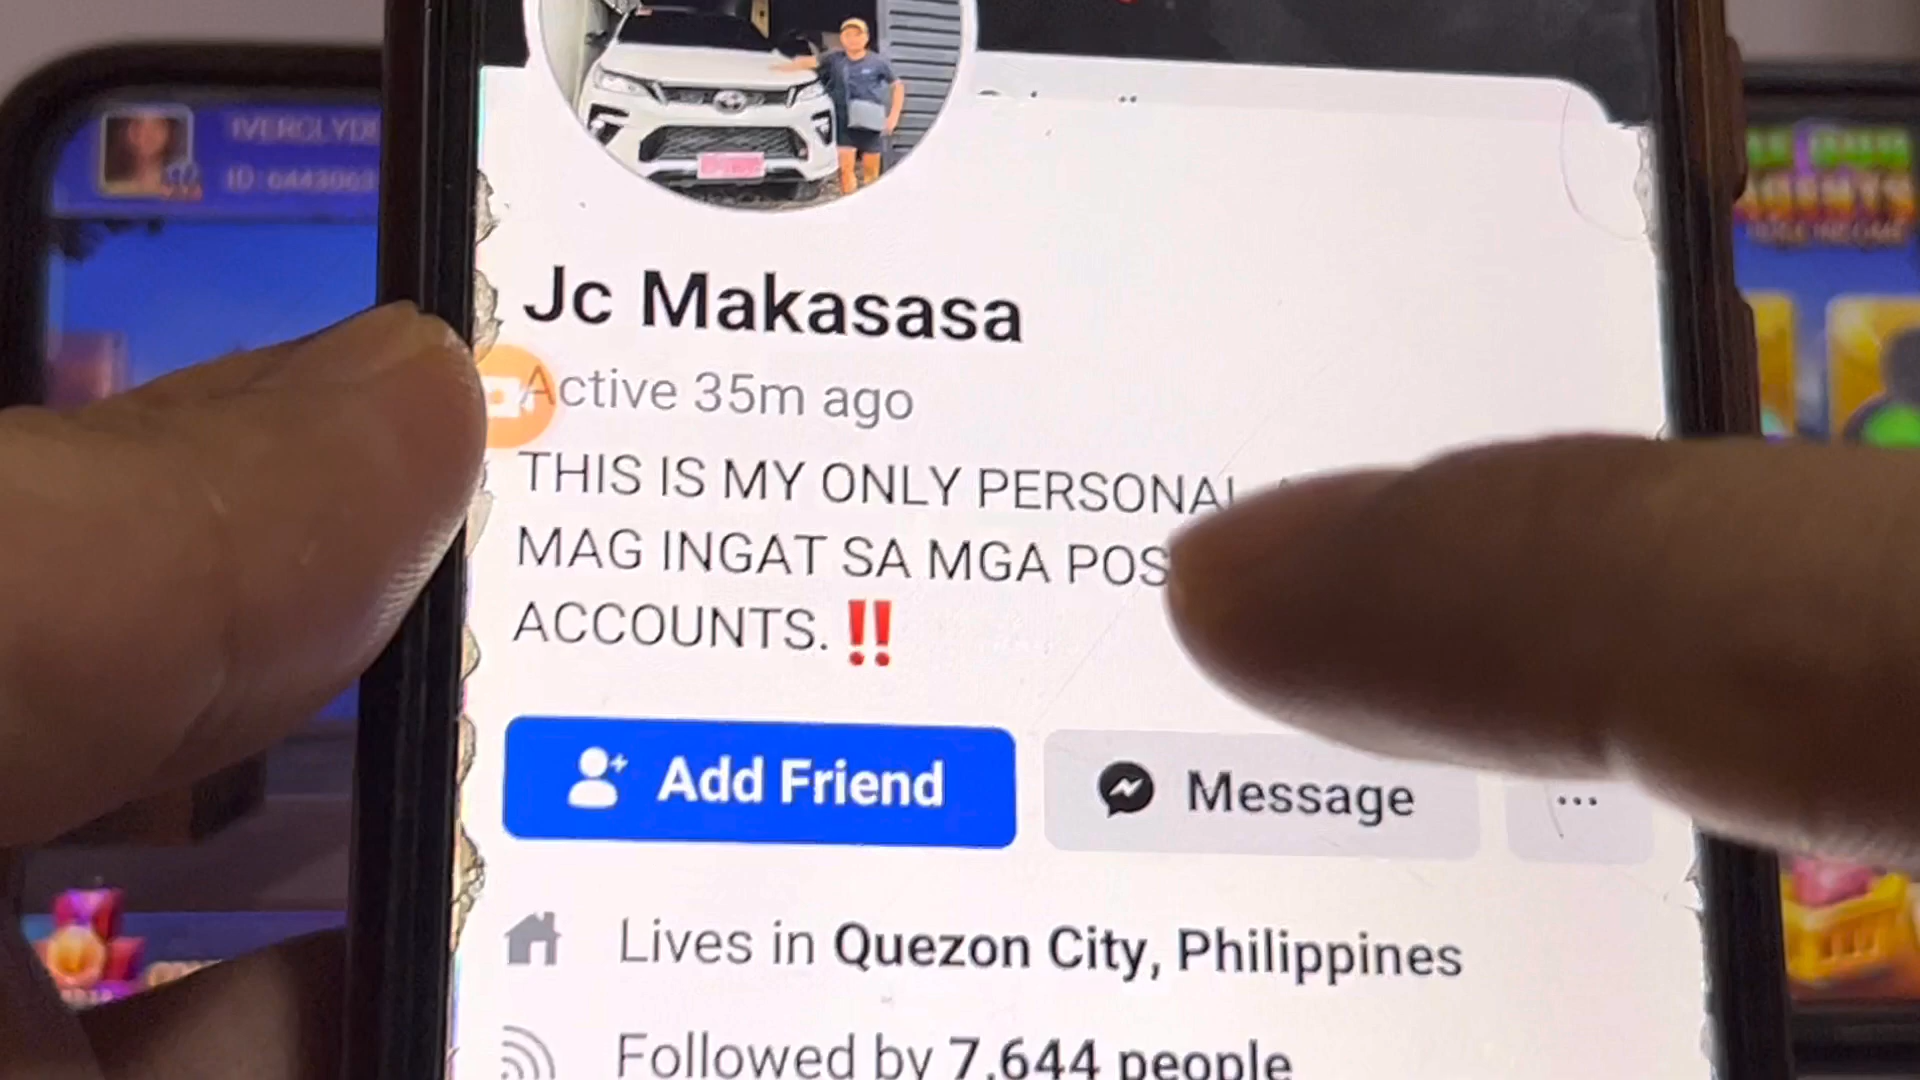 Jc Makasasa
Active 35m ago
THIS IS MY ONLY PERSONAL
MAG INGAT SA MGA POS
ACCOUNTS.‼️
Add Friend
Message
...
Lives in Quezon City, Philippines
Followed by 7,644 people